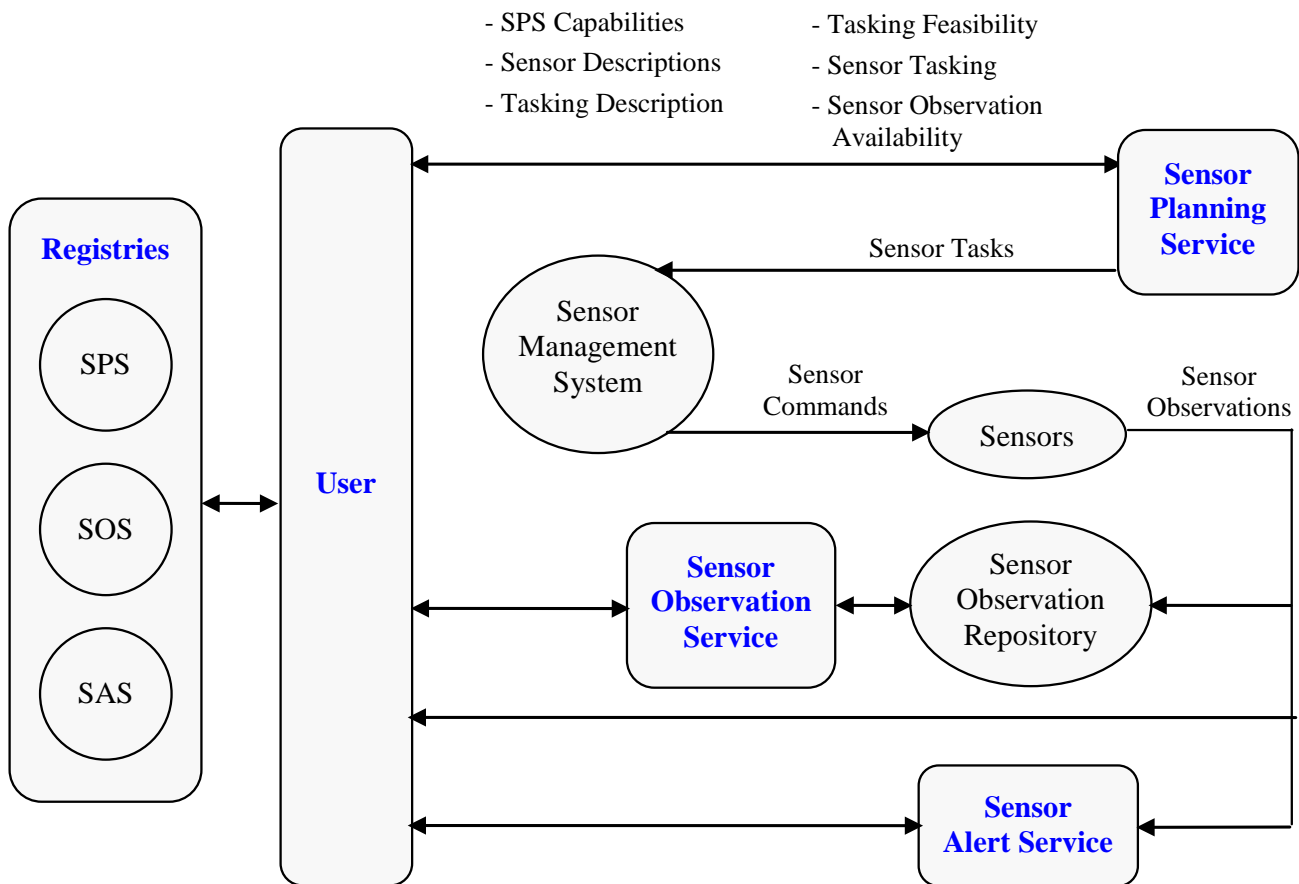 - SPS Capabilities
- Sensor Descriptions
- Tasking Description
- Tasking Feasibility
- Sensor Tasking
- Sensor Observation
Availability
Sensor
Planning
Service
Registries
SPS
SOS
SAS
User
Sensor Tasks
Sensor
Management
System
Sensor
Commands
Sensors
Sensor
Observations
Sensor
Observation
Service
Sensor
Observation
Repository
Sensor
Alert Service